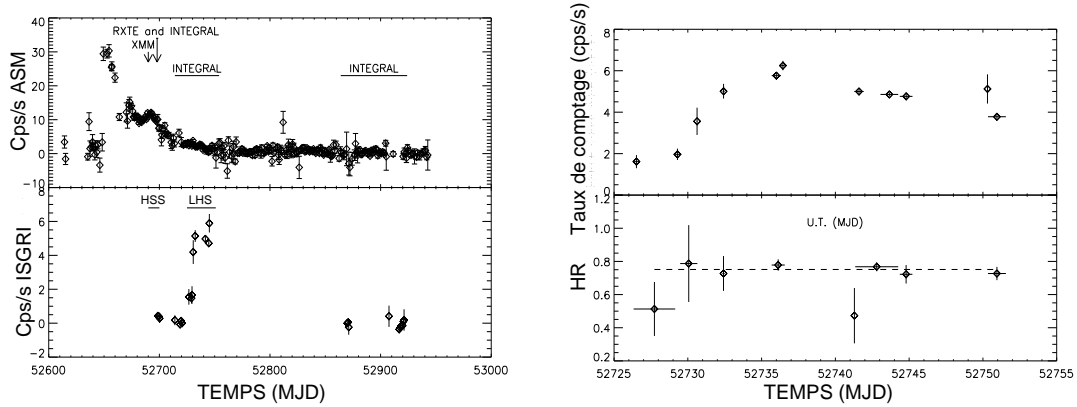 40
30
20
10
0
−10
Cps/s ASM
RXTE and INTEGRAL
XMM
INTEGRAL
INTEGRAL
8
6
4
2
0
−2
Cps/s ISGRI
HSS
LHS
52600
52700
52800
52900
53000
TEMPS (MJD)
8
6
4
2
0
Taux de comptage (cps/s)
1.0
0.8
0.6
0.4
0.2
HR
U.T. (MJD)
52725
52730
52735
52740
52745
52750
52755
TEMPS (MJD)